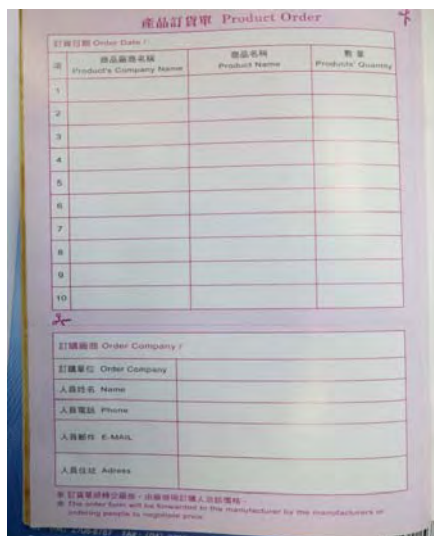 產品訂貨單 Product Order
訂貨日期 Order Date /
項 商品廠商名稱 商品名稱 數量
Product's Company Name Product Name Products' Quantity
1
2
3
4
5
6
7
8
9
10
訂購廠商 Order Company /
訂購單位 Order Company
人員姓名 Name
人員電話 Phone
人員郵件 E-MAIL
人員住址 Adress
The order form will be forwarded to the manufacturer by the manufacturers or
ordering people to negotiate price